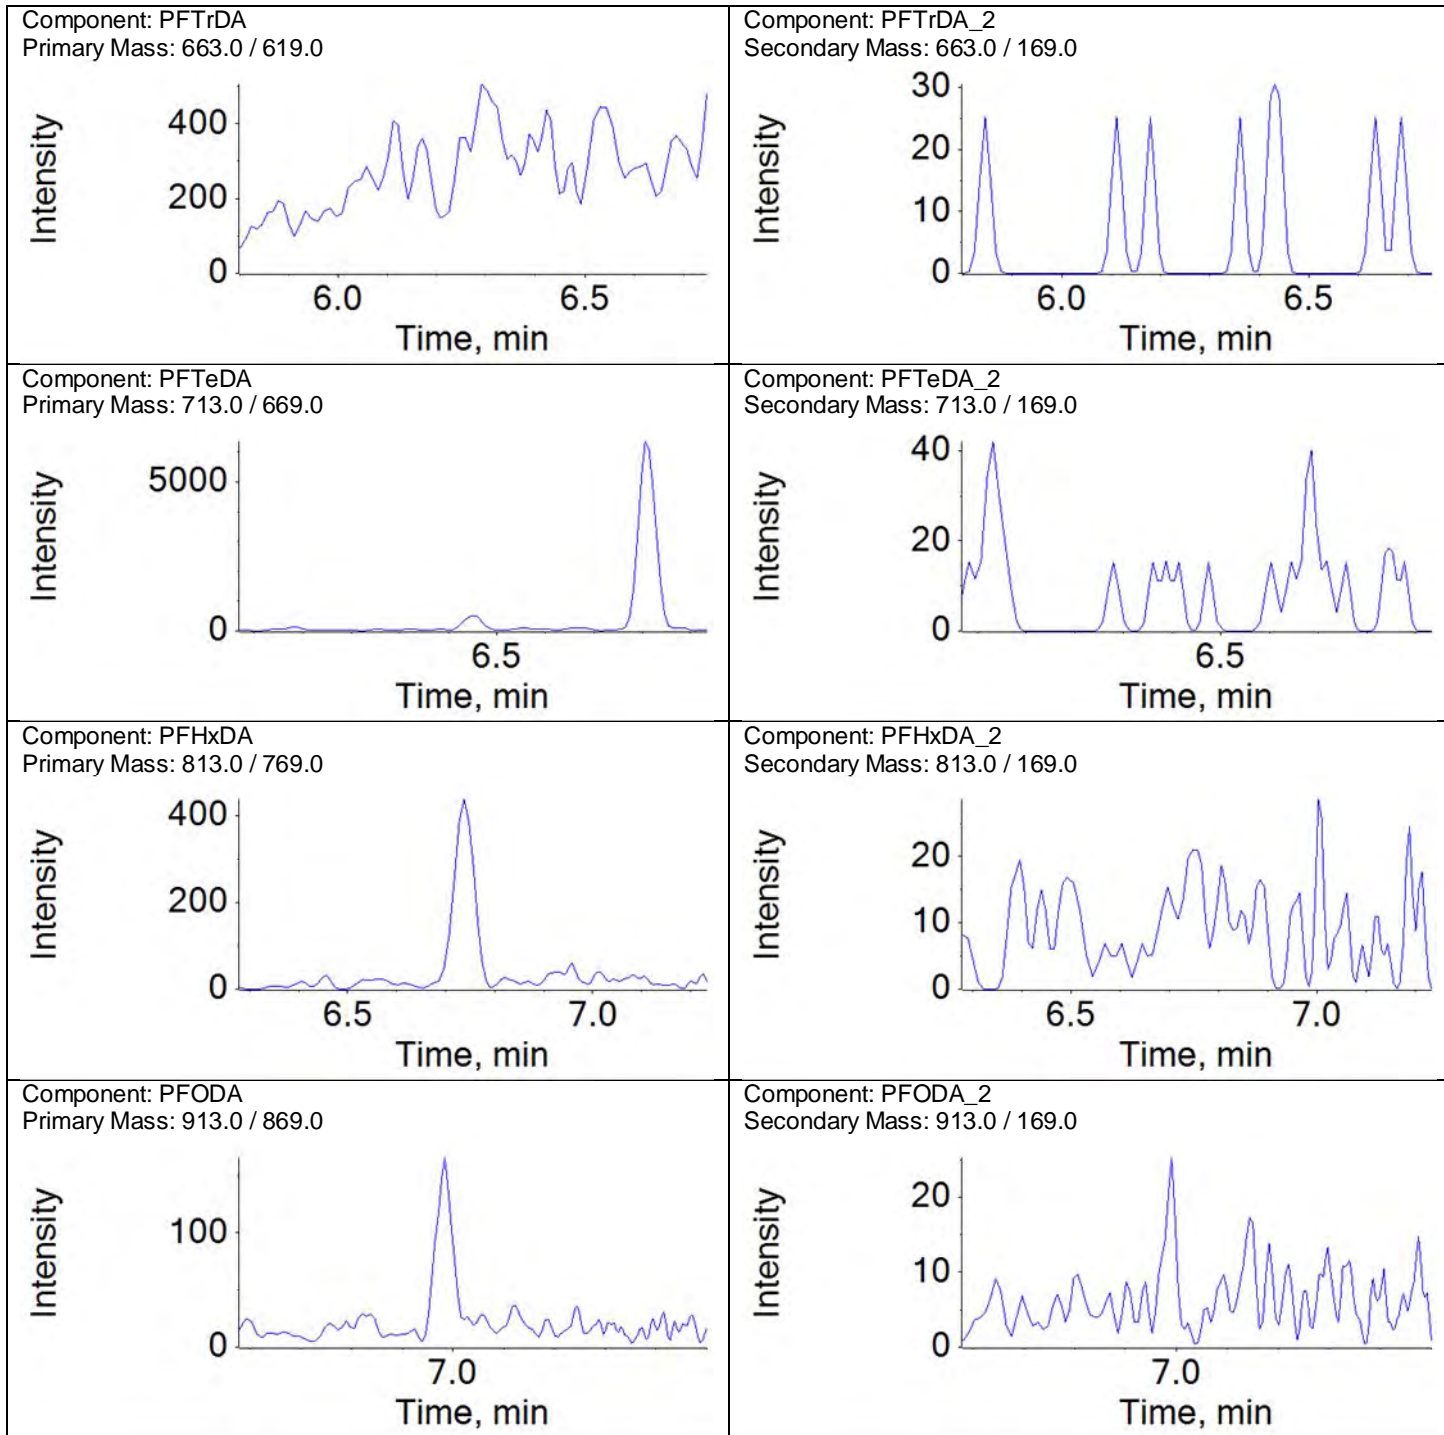 Component: PFTrDA
Primary Mass: 663.0 / 619.0
Intensity
400
200
0
6.0 6.5
Time, min
Component: PFTrDA_2
Secondary Mass: 663.0 / 169.0
Intensity
30
20
10
0
6.0 6.5
Time, min
Component: PFTeDA
Primary Mass: 713.0 / 669.0
Intensity
5000
0
6.5
Time, min
Component: PFTeDA_2
Secondary Mass: 713.0 / 169.0
Intensity
40
20
0
6.5
Time, min
Component: PFHxDA
Primary Mass: 813.0 / 769.0
Intensity
400
200
0
6.5 7.0
Time, min
Component: PFHxDA_2
Secondary Mass: 813.0 / 169.0
Intensity
20
10
0
6.5 7.0
Time, min
Component: PFODA
Primary Mass: 913.0 / 869.0
Intensity
100
0
7.0
Time, min
Component: PFODA_2
Secondary Mass: 913.0 / 169.0
Intensity
20
10
0
7.0
Time, min